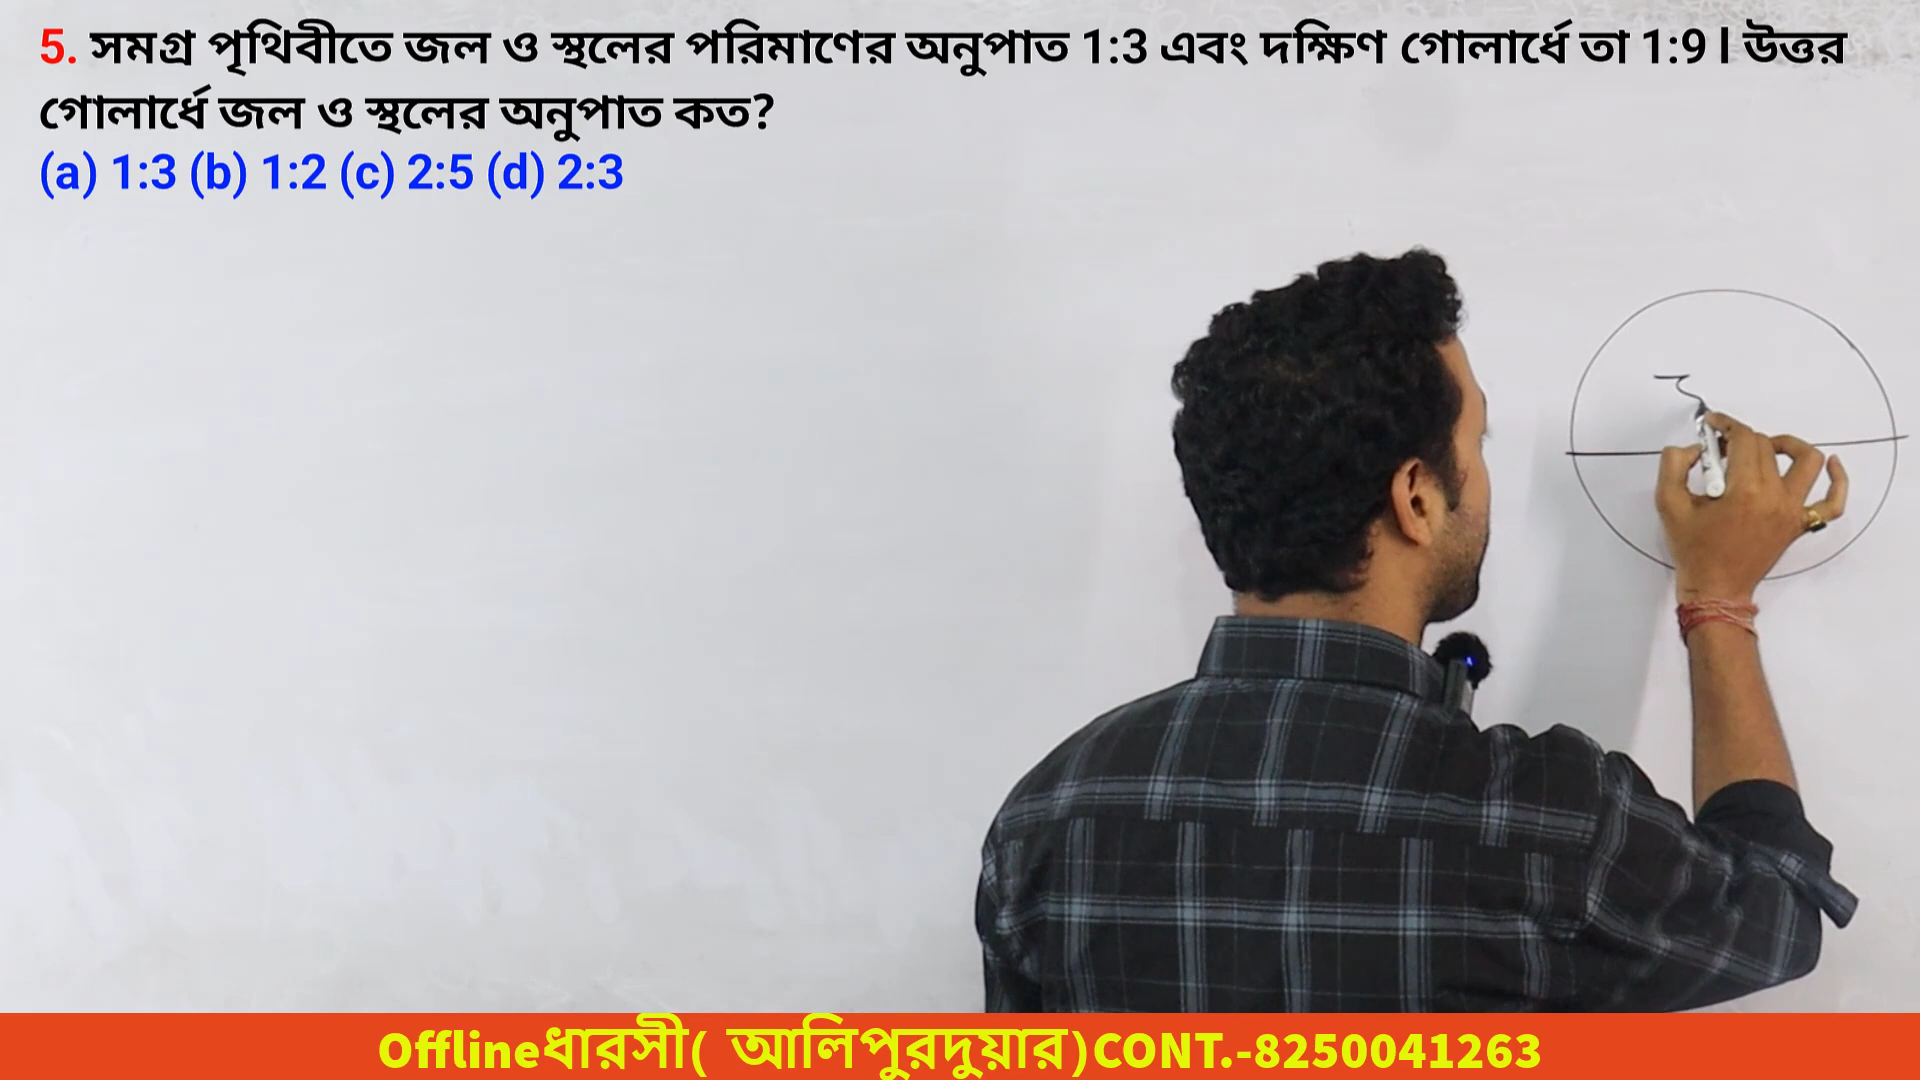 5. সমগ্র পৃথিবীতে জল ও স্থলের পরিমাণের অনুপাত 1:3 এবং দক্ষিণ গোলার্ধে তা 1:9 l উত্তর
গোলার্ধে জল ও স্থলের অনুপাত কত?
(a) 1:3 (b) 1:2 (c) 2:5 (d) 2:3
Offlineধারসী( আলিপুরদুয়ার)CONT.-8250041263